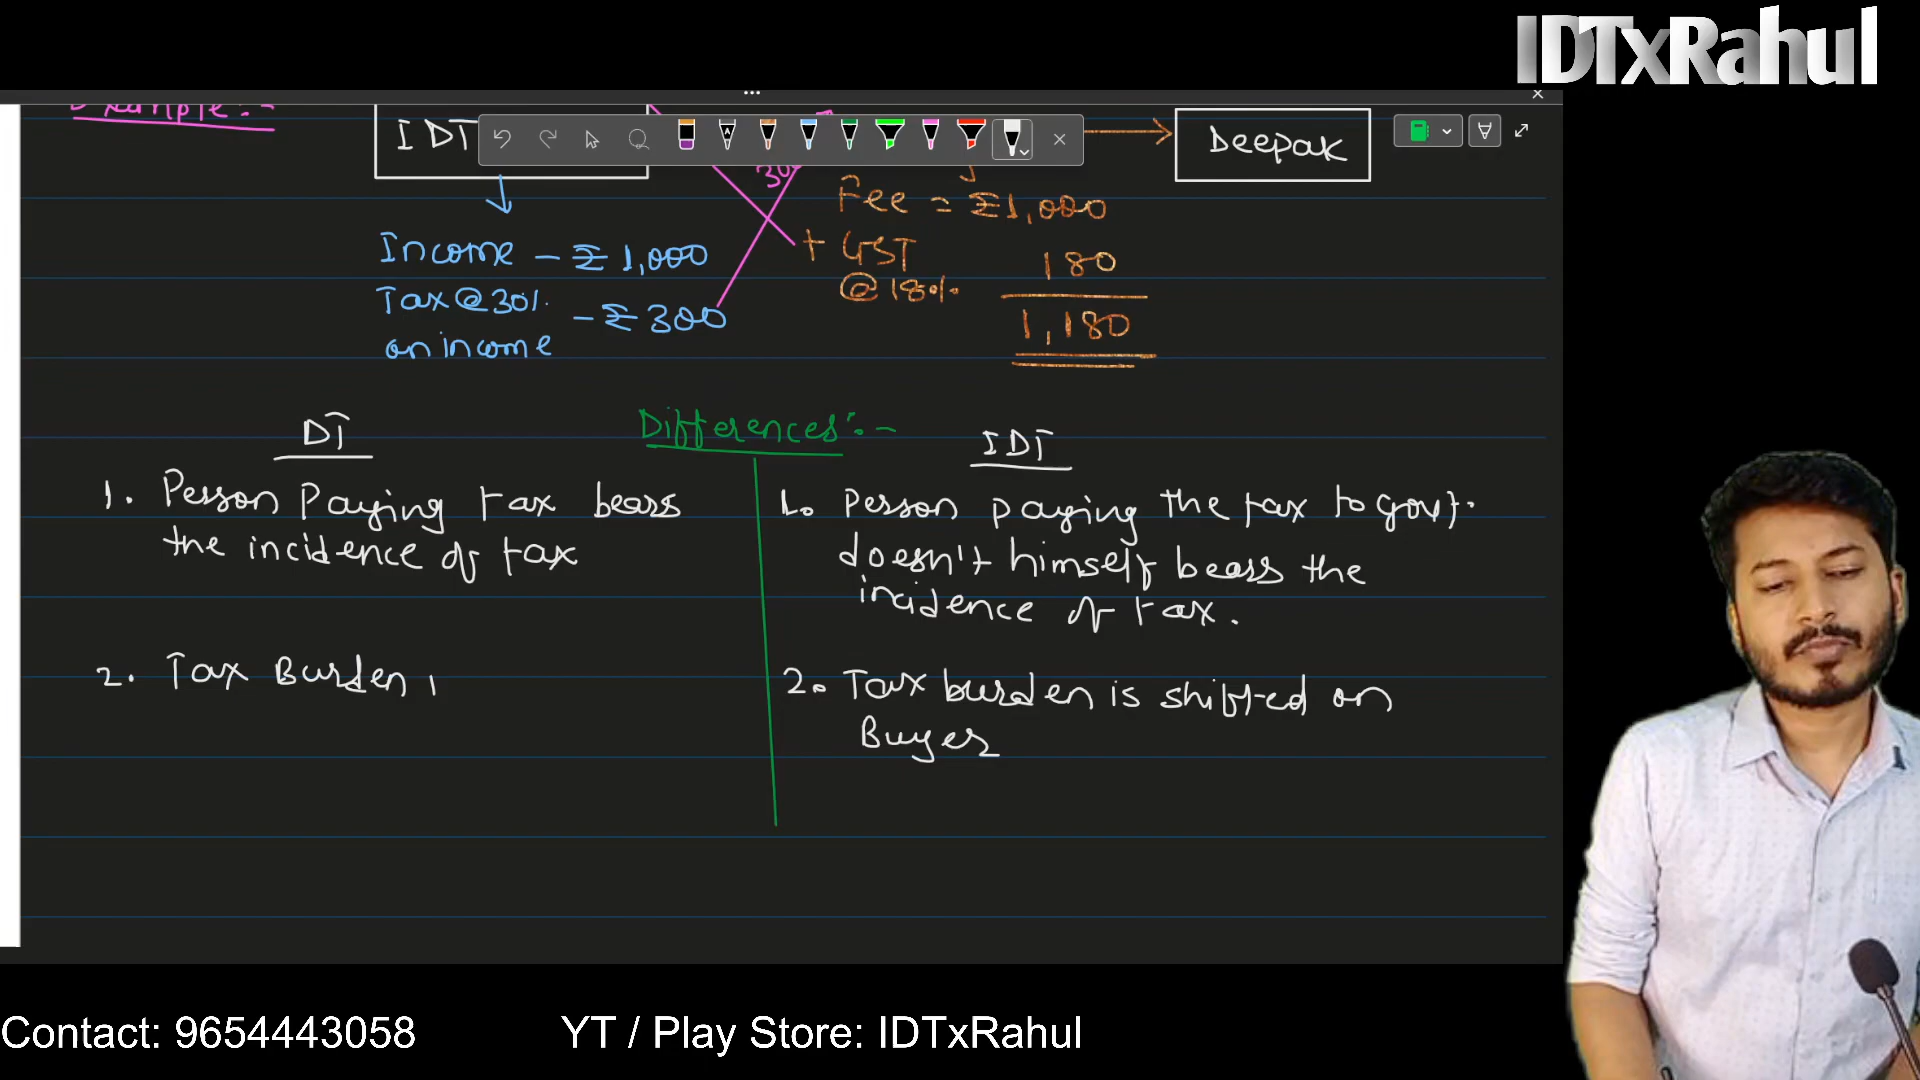 IDTxRahul
Example:-
IDT
Deepak
30
Fee = ₹1,000
+ GST 180
@ 18%
1,180
Income - ₹1,000
Tax @ 30% - ₹300
on income
Differences:-
DT
1. Person Paying tax bears
the incidence of tax
2. Tax Burden
IDT
1. Person paying the tax to govt.
doesn't himself bears the
incidence of tax.
2. Tax burden is shifted on
Buyer
Contact: 9654443058
YT / Play Store: IDTxRahul